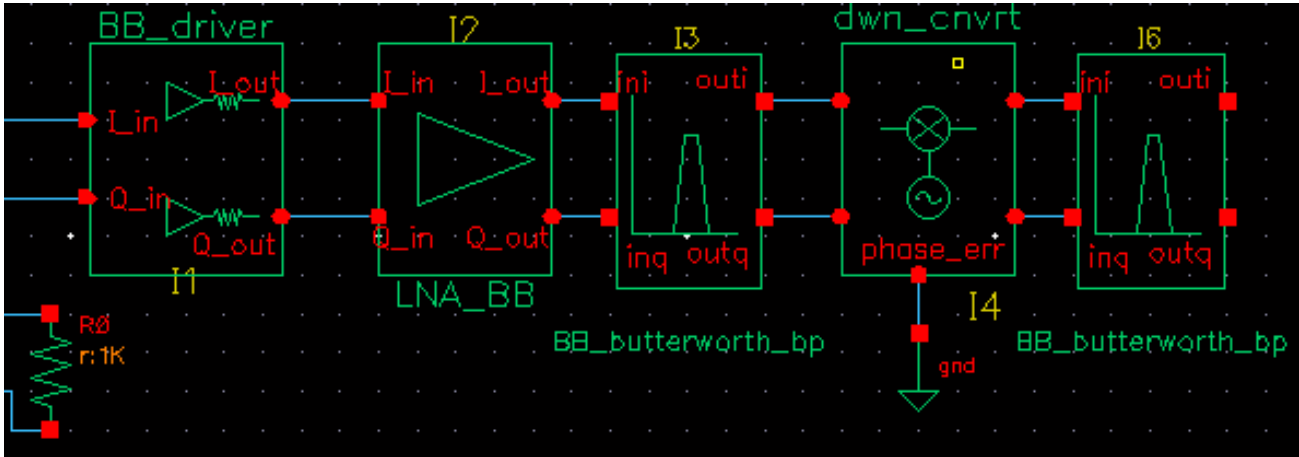 BB_driver
I2
I3
dwn_cnvrt
I6
I_out
I_in
I_out
ini
outi
ini
outi
I_in
Q_in
Q_out
Q_in
Q_out
inq
outq
phase_err
inq
outq
I1
LNA_BB
I4
R0
r:1K
BB_butterworth_bp
BB_butterworth_bp
gnd